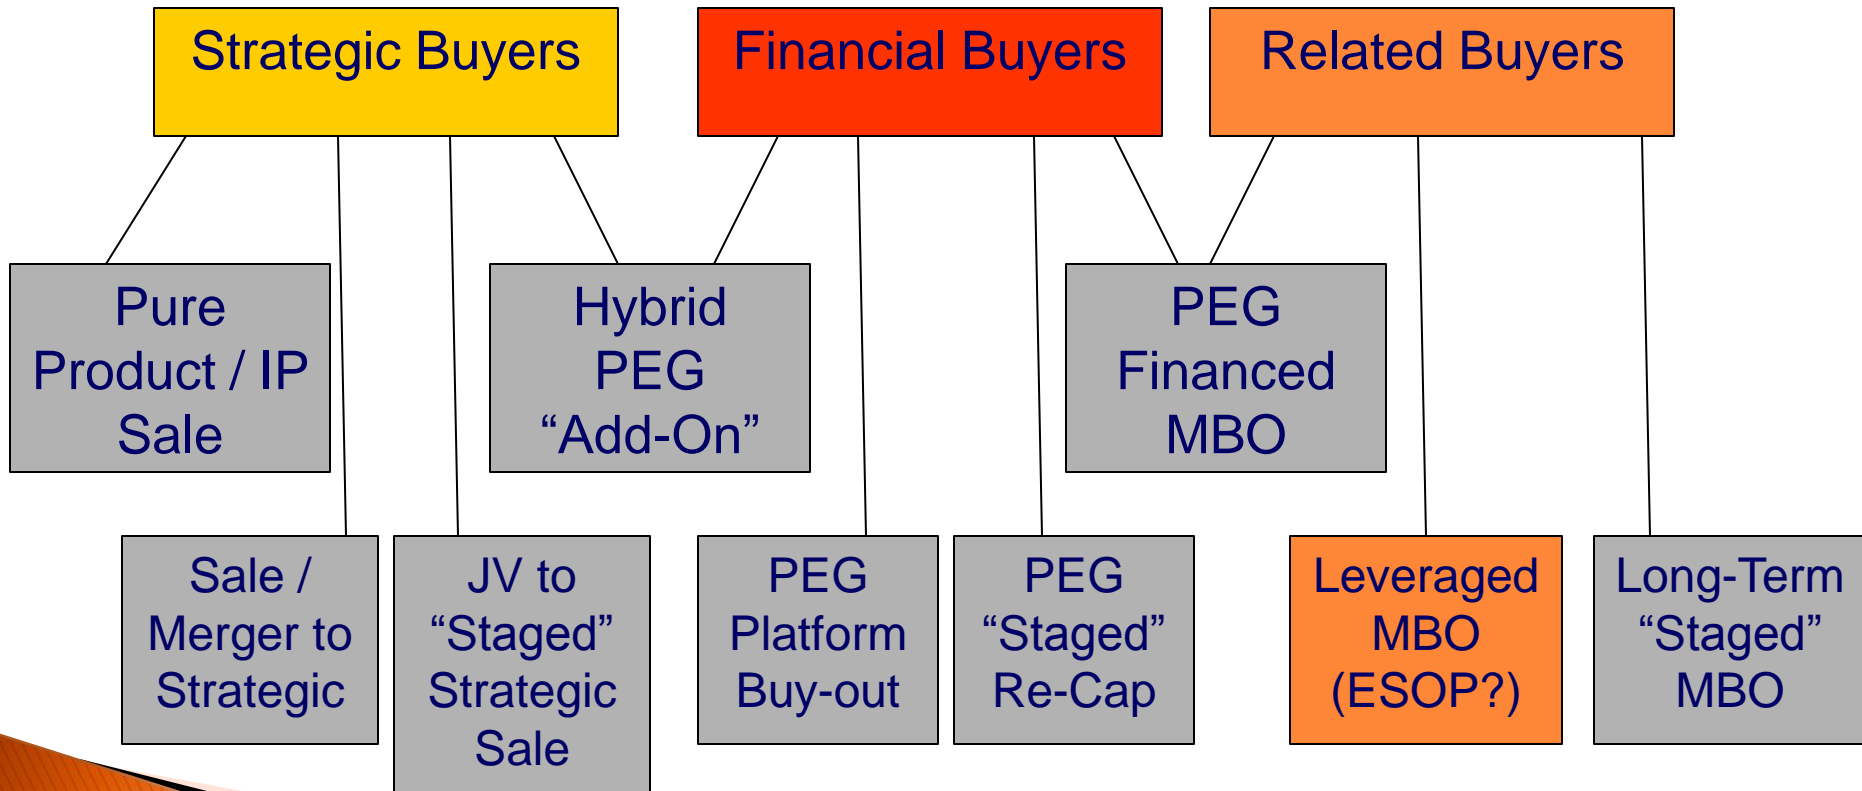 Strategic Buyers
Financial Buyers
Related Buyers
Pure
Product / IP
Sale
Hybrid
PEG
“Add-On”
PEG
Financed
MBO
Sale /
Merger to
Strategic
JV to
“Staged”
Strategic
Sale
PEG
Platform
Buy-out
PEG
“Staged”
Re-Cap
Leveraged
MBO
(ESOP?)
Long-Term
“Staged”
MBO